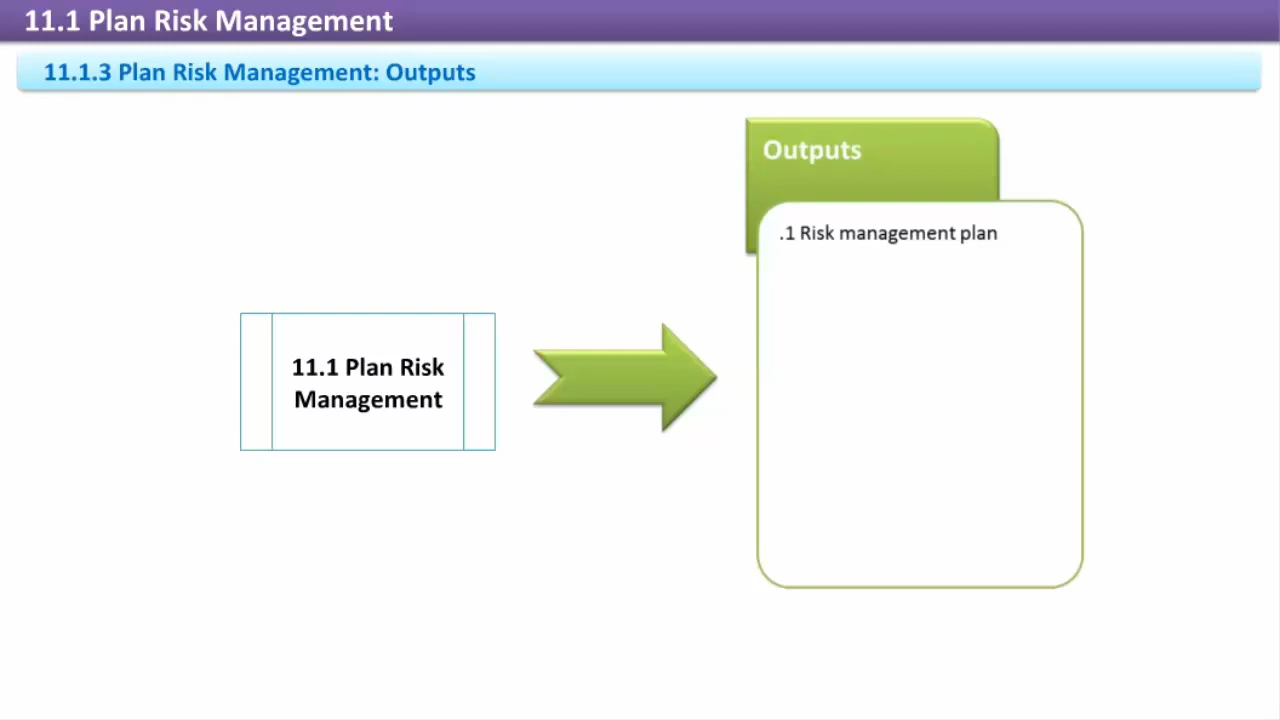 11.1 Plan Risk Management
11.1.3 Plan Risk Management: Outputs
Outputs
.1 Risk management plan
11.1 Plan Risk
Management